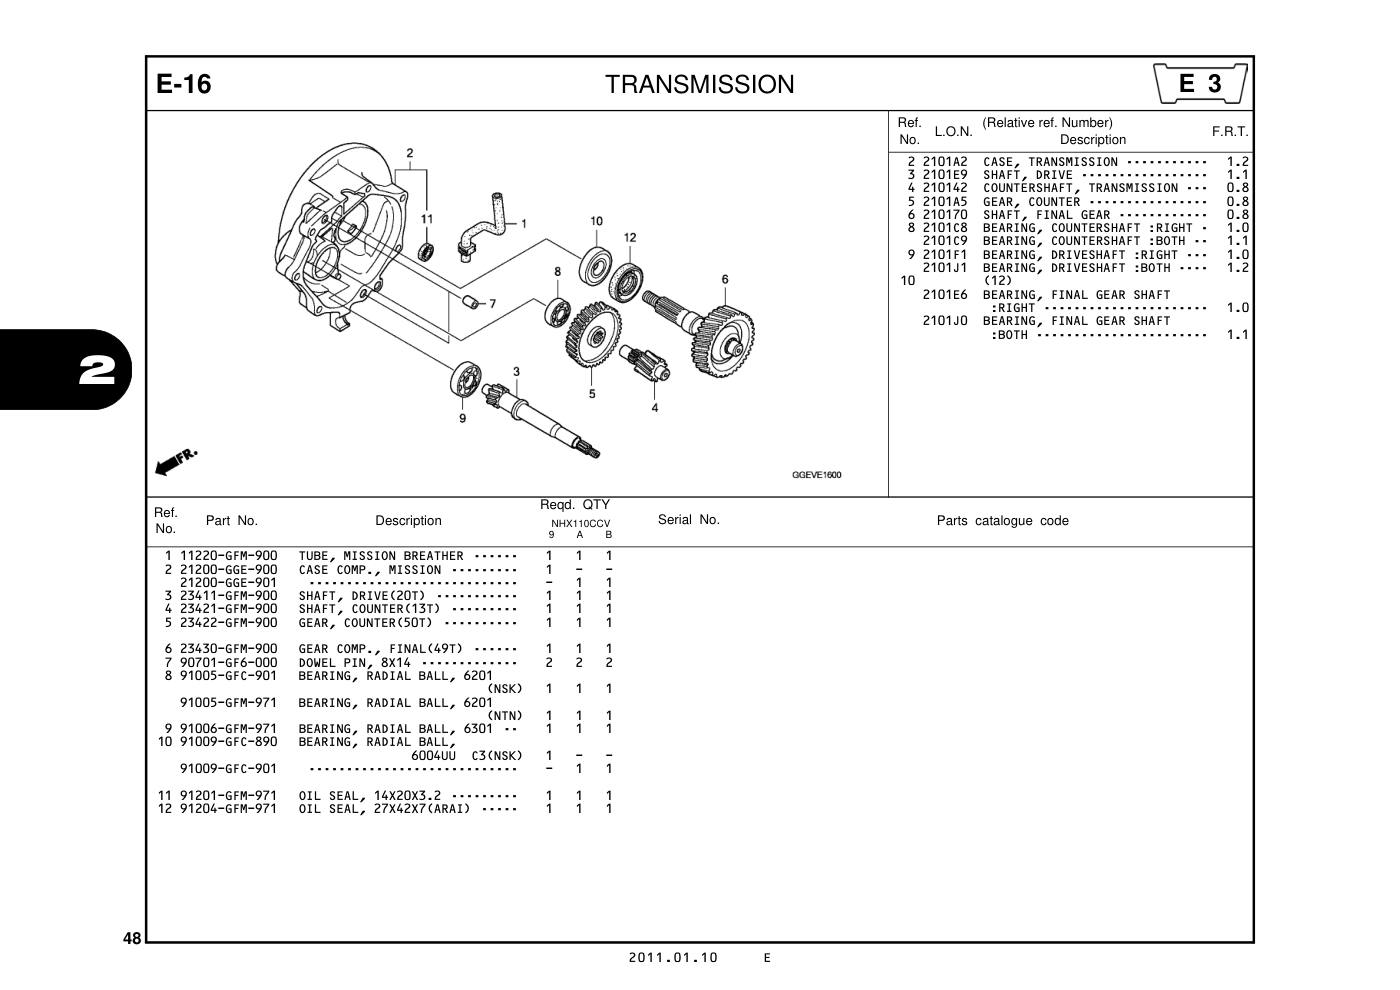 E-16 TRANSMISSION E 3
Ref. No. L.O.N. (Relative ref. Number) Description F.R.T.
2 2101A2 CASE, TRANSMISSION ----------- 1.2
3 2101E9 SHAFT, DRIVE ----------------- 1.1
4 210142 COUNTERSHAFT, TRANSMISSION --- 0.8
5 2101A5 GEAR, COUNTER ---------------- 0.8
6 210170 SHAFT, FINAL GEAR ------------ 0.8
8 2101C8 BEARING, COUNTERSHAFT :RIGHT - 1.0
2101C9 BEARING, COUNTERSHAFT :BOTH -- 1.1
9 2101F1 BEARING, DRIVESHAFT :RIGHT --- 1.0
2101J1 BEARING, DRIVESHAFT :BOTH ---- 1.2
10 (12)
2101E6 BEARING, FINAL GEAR SHAFT
:RIGHT ---------------------- 1.0
2101J0 BEARING, FINAL GEAR SHAFT
:BOTH ----------------------- 1.1
2
11
1
10
12
8
6
7
3
5
4
9
FR.
GGEVE1600
2
Ref. No. Part No. Description Reqd. QTY Serial No. Parts catalogue code
NHX110CCV
9 A B
1 11220-GFM-900 TUBE, MISSION BREATHER ------ 1 1 1
2 21200-GGE-900 CASE COMP., MISSION --------- 1 - -
21200-GGE-901 ---------------------------- - 1 1
3 23411-GFM-900 SHAFT, DRIVE(20T) ----------- 1 1 1
4 23421-GFM-900 SHAFT, COUNTER(13T) --------- 1 1 1
5 23422-GFM-900 GEAR, COUNTER(50T) ---------- 1 1 1
6 23430-GFM-900 GEAR COMP., FINAL(49T) ------ 1 1 1
7 90701-GF6-000 DOWEL PIN, 8X14 ------------- 2 2 2
8 91005-GFC-901 BEARING, RADIAL BALL, 6201
(NSK) 1 1 1
91005-GFM-971 BEARING, RADIAL BALL, 6201
(NTN) 1 1 1
9 91006-GFM-971 BEARING, RADIAL BALL, 6301 -- 1 1 1
10 91009-GFC-890 BEARING, RADIAL BALL,
6004UU C3(NSK) 1 - -
91009-GFC-901 ---------------------------- - 1 1
11 91201-GFM-971 OIL SEAL, 14X20X3.2 --------- 1 1 1
12 91204-GFM-971 OIL SEAL, 27X42X7(ARAI) ----- 1 1 1
48
2011.01.10 E